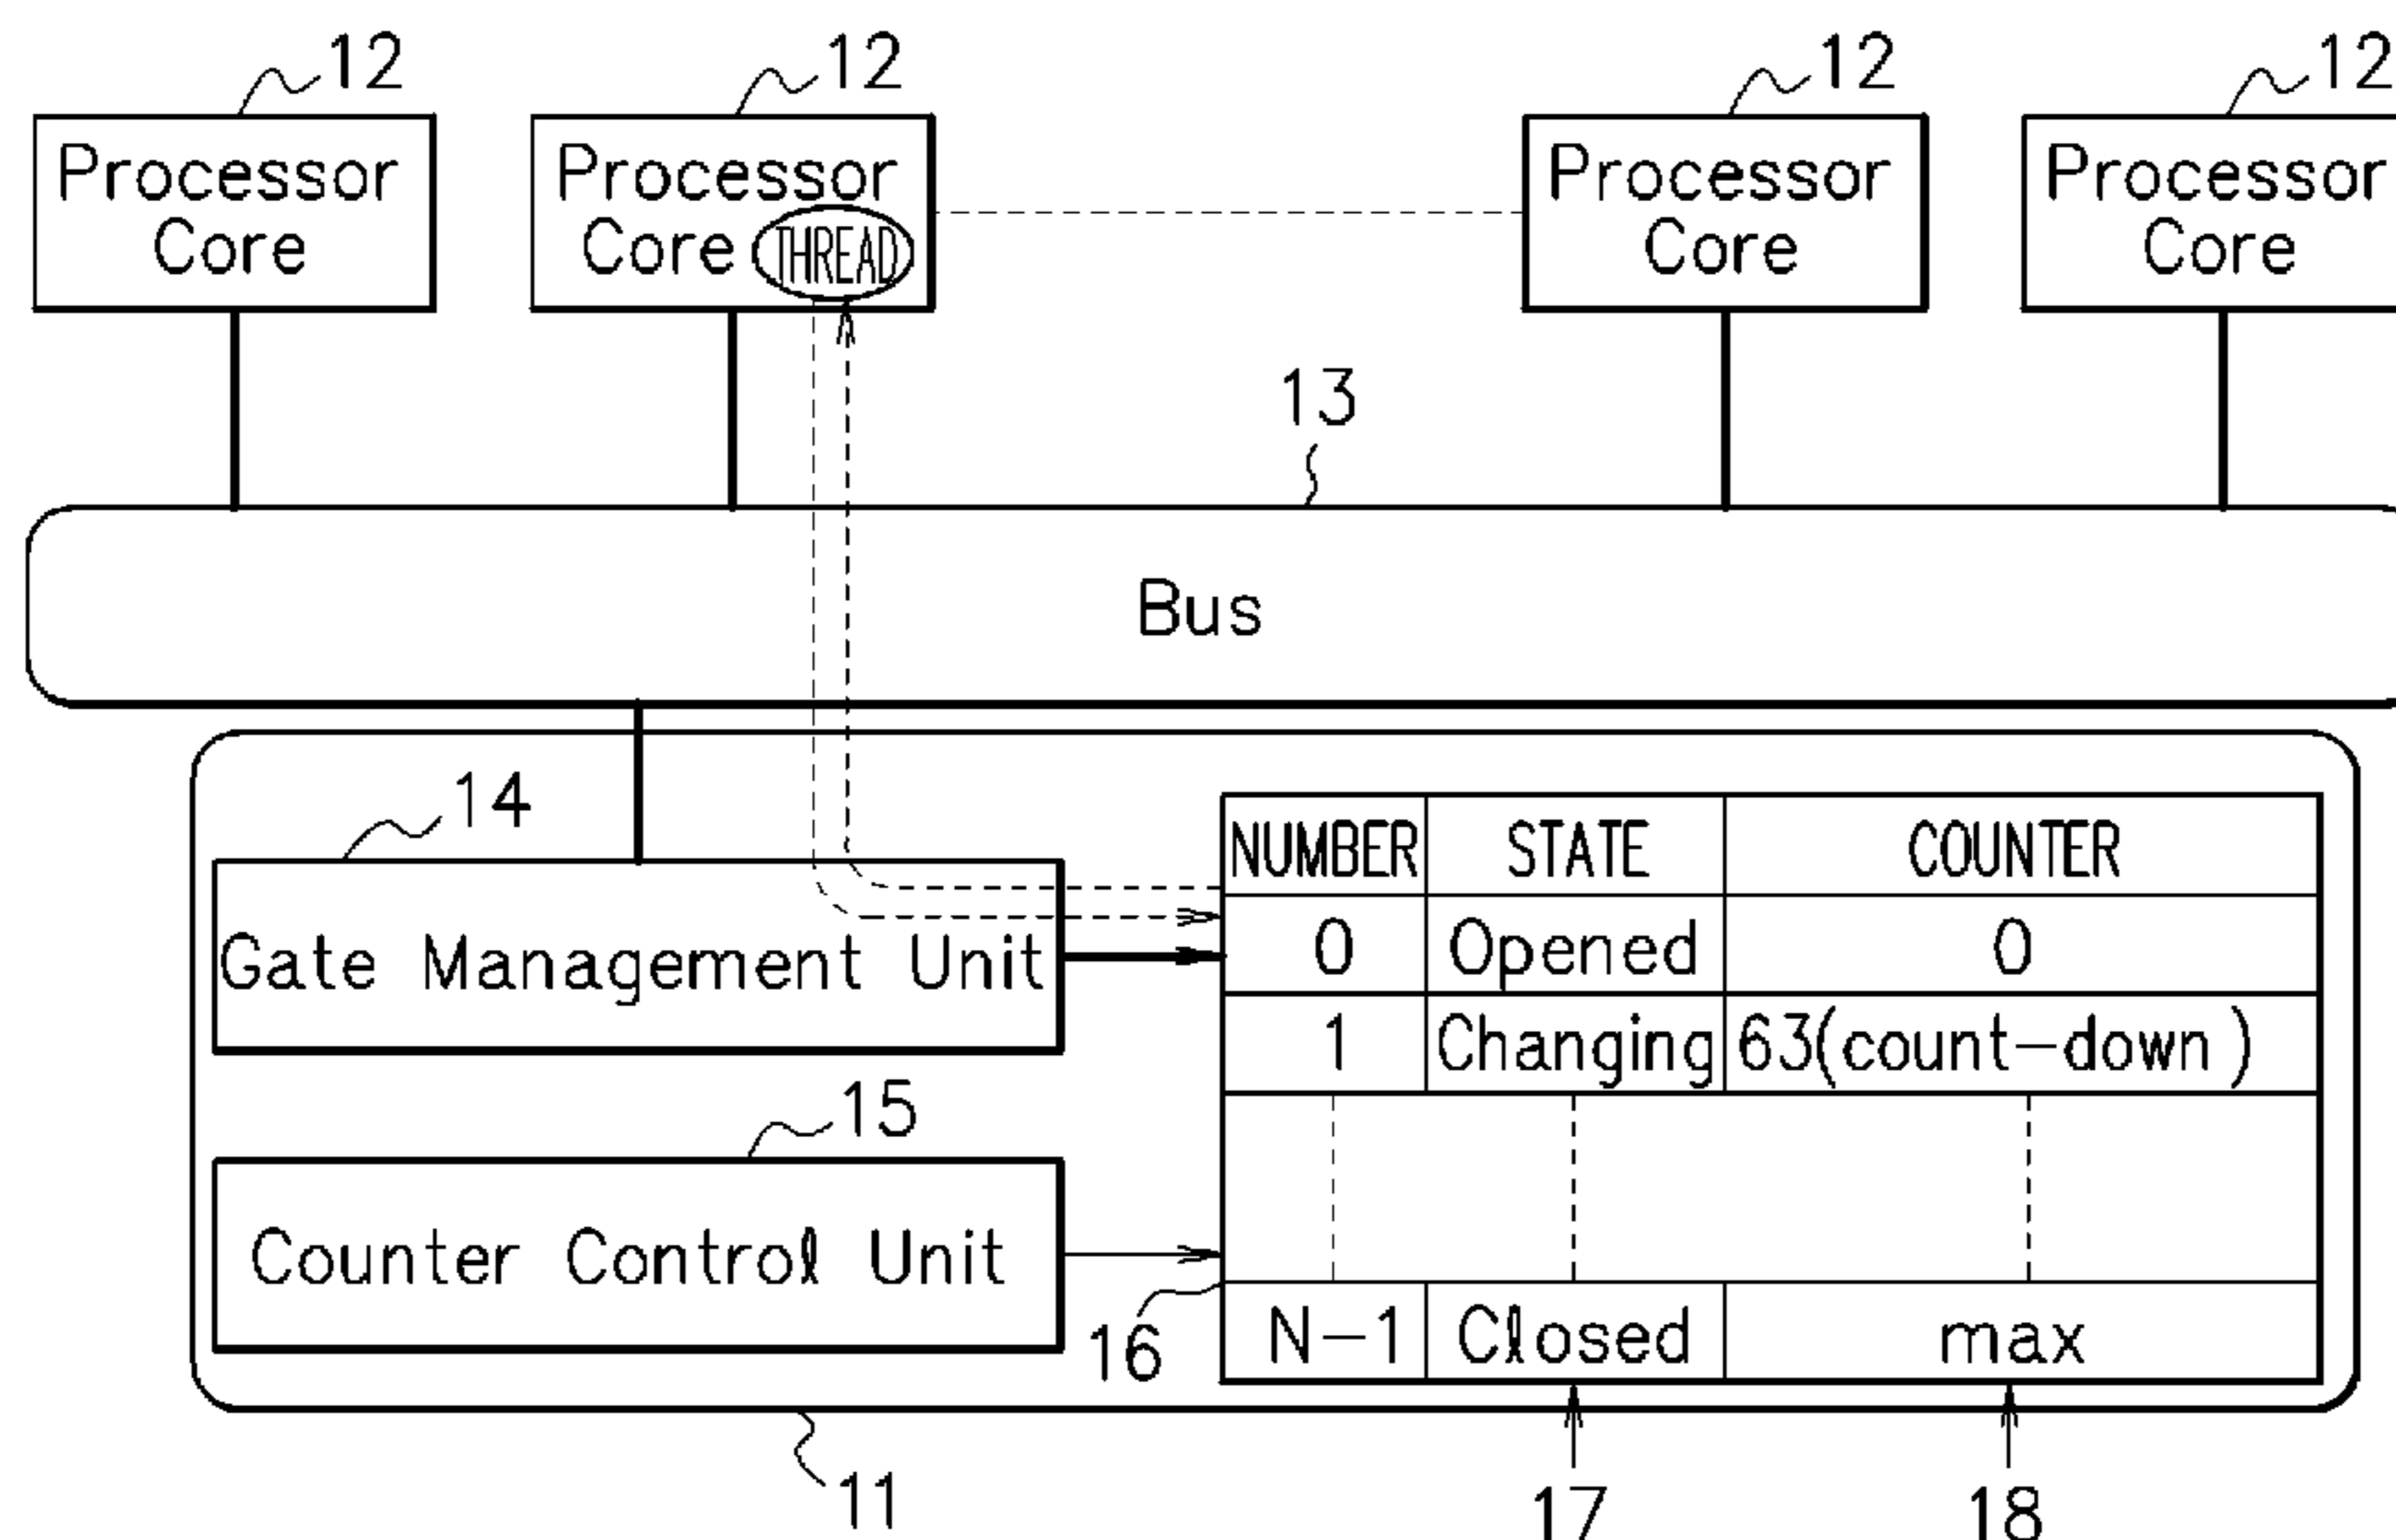 12 12 12 12
Processor Processor Processor Processor
Core Core THREAD Core Core
13
Bus
14
NUMBER STATE COUNTER
0 Opened 0
Gate Management Unit
1 Changing 63(count-down)
15
Counter Control Unit
16
N-1 Closed max
11
17 18